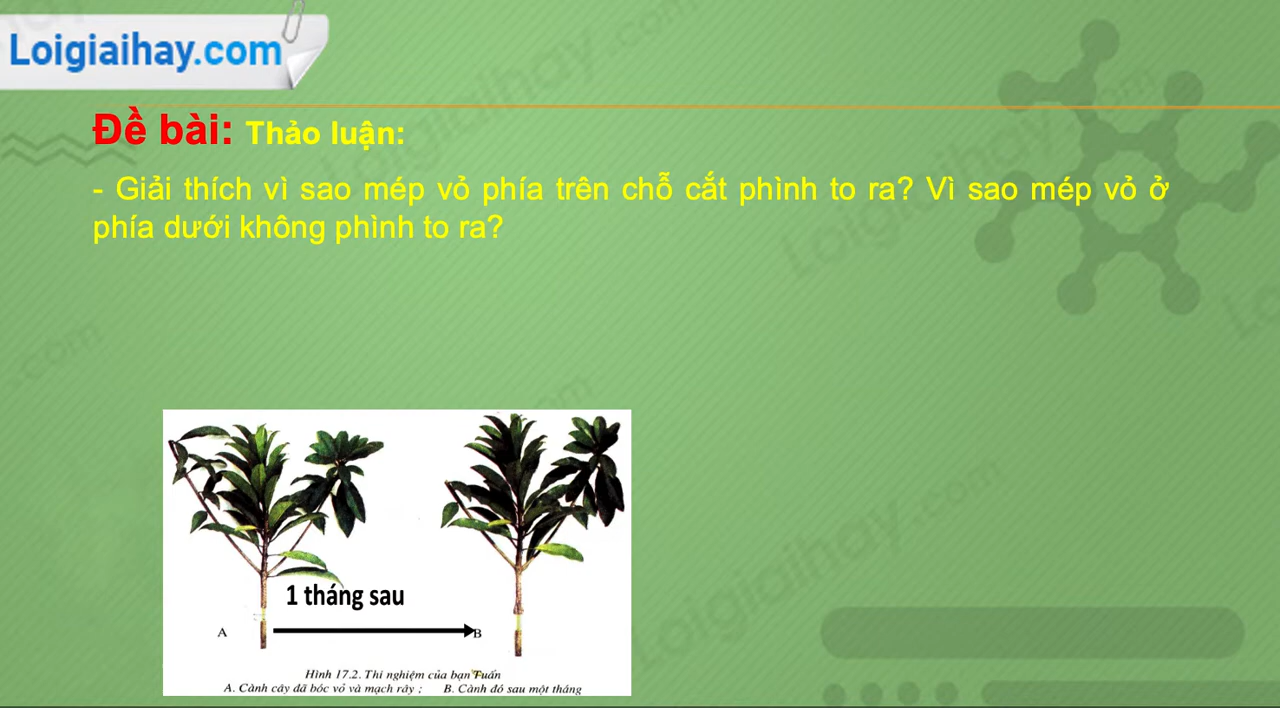 Loigiaihay.com
Đề bài: Thảo luận:
- Giải thích vì sao mép vỏ phía trên chỗ cắt phình to ra? Vì sao mép vỏ ở
phía dưới không phình to ra?
1 tháng sau
A
B
Hình 17.2. Thí nghiệm của bạn Tuấn
A. Cành cây đã bóc vỏ và mạch rây ; B. Cành đó sau một tháng